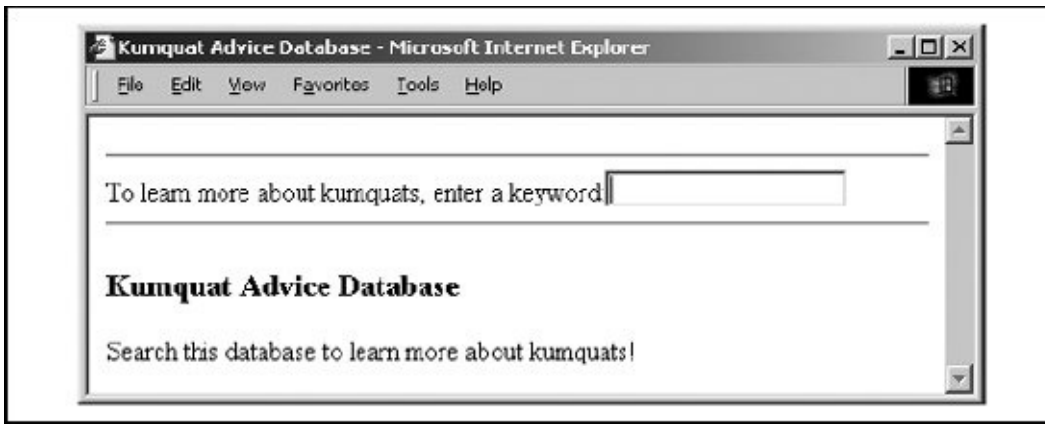 Kumquat Advice Database - Microsoft Internet Explorer
File Edit View Favorites Tools Help
To learn more about kumquats, enter a keyword
Kumquat Advice Database
Search this database to learn more about kumquats!